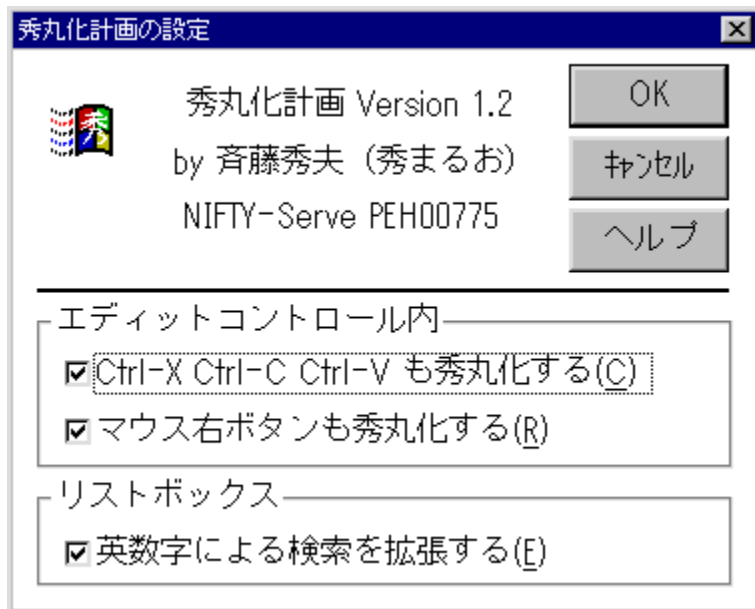 秀丸化計画の設定
秀
秀丸化計画 Version 1.2
by 斉藤秀夫（秀まるお）
NIFTY-Serve PEH00775
OK
ｷｬﾝｾﾙ
ヘルプ
エディットコントロール内
Ctrl-X Ctrl-C Ctrl-V も秀丸化する(C)
マウス右ボタンも秀丸化する(R)
リストボックス
英数字による検索を拡張する(E)